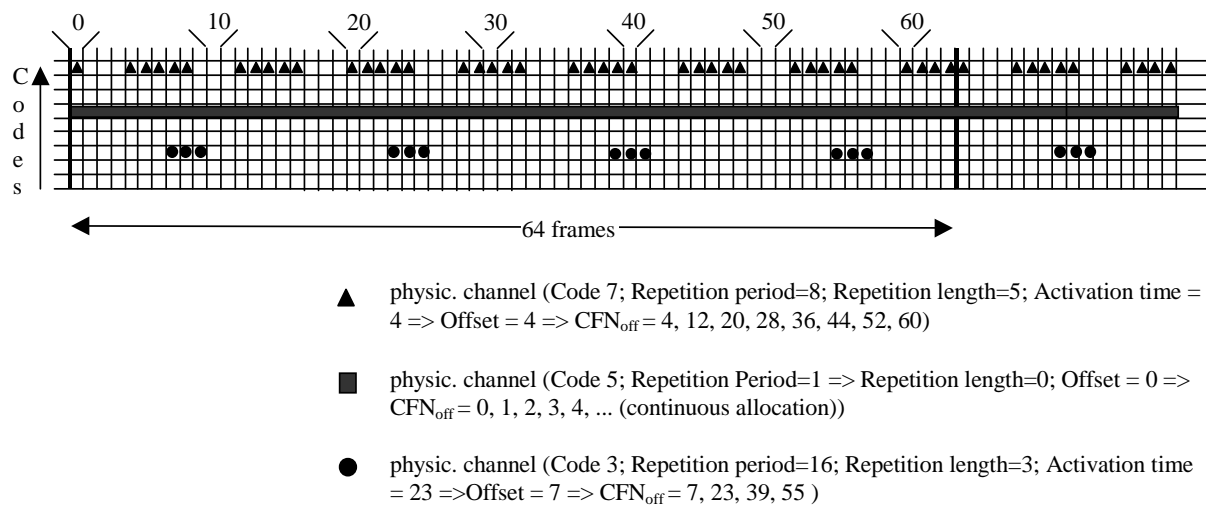 0 10 20 30 40 50 60
C
o
d
e
s
64 frames
physic. channel (Code 7; Repetition period=8; Repetition length=5; Activation time =
4 => Offset = 4 => CFNoff = 4, 12, 20, 28, 36, 44, 52, 60)
physic. channel (Code 5; Repetition Period=1 => Repetition length=0; Offset = 0 =>
CFNoff = 0, 1, 2, 3, 4, ... (continuous allocation))
physic. channel (Code 3; Repetition period=16; Repetition length=3; Activation time
= 23 =>Offset = 7 => CFNoff = 7, 23, 39, 55 )